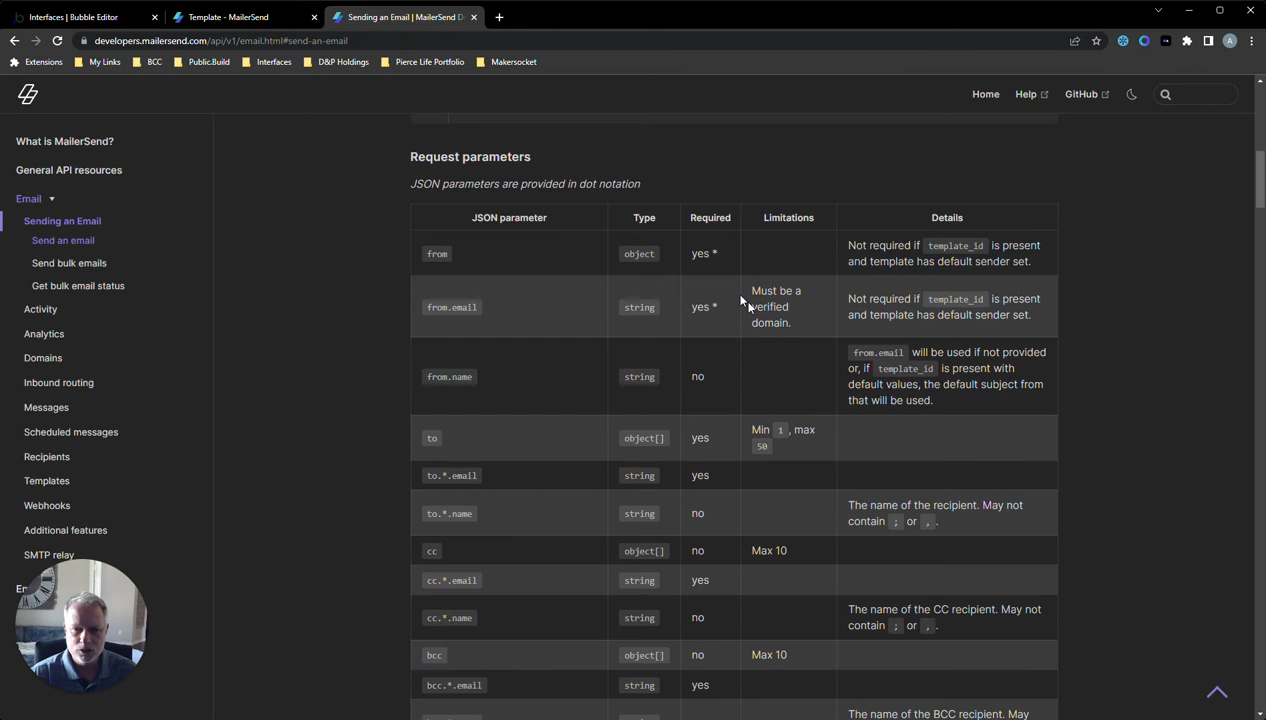 Interfaces | Bubble Editor
Template - MailerSend
Sending an Email | MailerSend D
developers.mailersend.com/api/v1/email.html#send-an-email
A
Extensions My Links BCC Public.Build Interfaces D&P Holdings Pierce Life Portfolio Makersocket
Home Help GitHub
What is MailerSend?
General API resources
Email
Sending an Email
Send an email
Send bulk emails
Get bulk email status
Activity
Analytics
Domains
Inbound routing
Messages
Scheduled messages
Recipients
Templates
Webhooks
Additional features
SMTP relay
Request parameters
JSON parameters are provided in dot notation
JSON parameter Type Required Limitations Details
from object yes * Not required if template_id is present
and template has default sender set.
from.email string yes * Must be a
verified
domain.
Not required if template_id is present
and template has default sender set.
from.name string no
from.email will be used if not provided
or, if template_id is present with
default values, the default subject from
that will be used.
to object[] yes Min 1 , max
50
to.*.email string yes
to.*.name string no The name of the recipient. May not
contain ; or , .
cc object[] no Max 10
cc.*.email string yes
cc.*.name string no The name of the CC recipient. May not
contain ; or , .
bcc object[] no Max 10
bcc.*.email string yes
The name of the BCC recipient. May